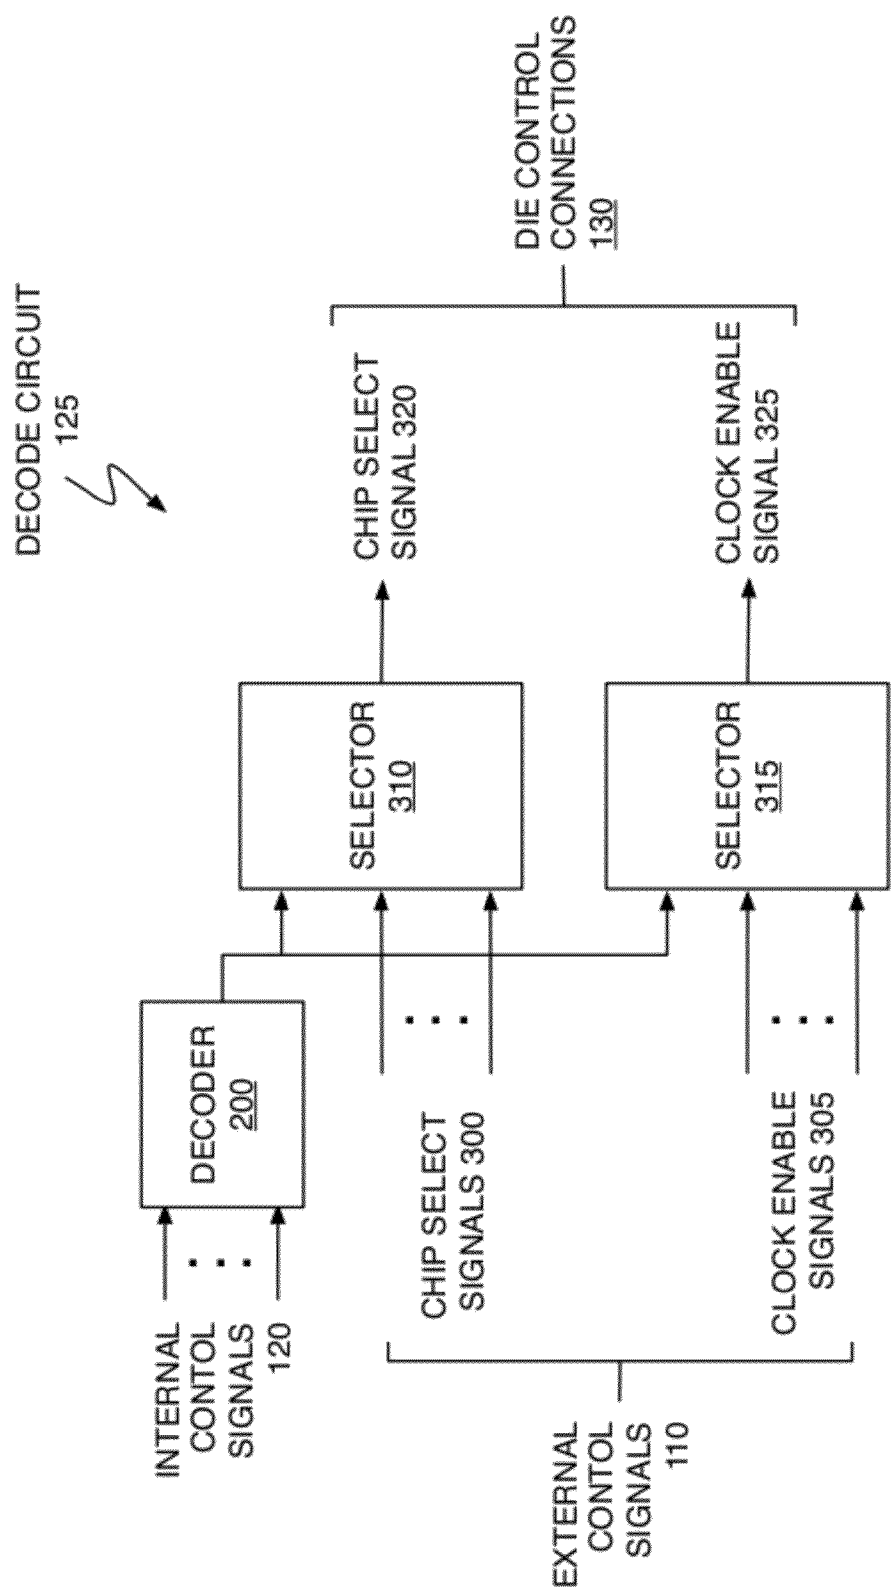 DECODE CIRCUIT
125
INTERNAL
CONTOL
SIGNALS
120
DECODER
200
EXTERNAL
CONTOL
SIGNALS
110
CHIP SELECT
SIGNALS 300
SELECTOR
310
CHIP SELECT
SIGNAL 320
CLOCK ENABLE
SIGNALS 305
SELECTOR
315
CLOCK ENABLE
SIGNAL 325
DIE CONTROL
CONNECTIONS
130